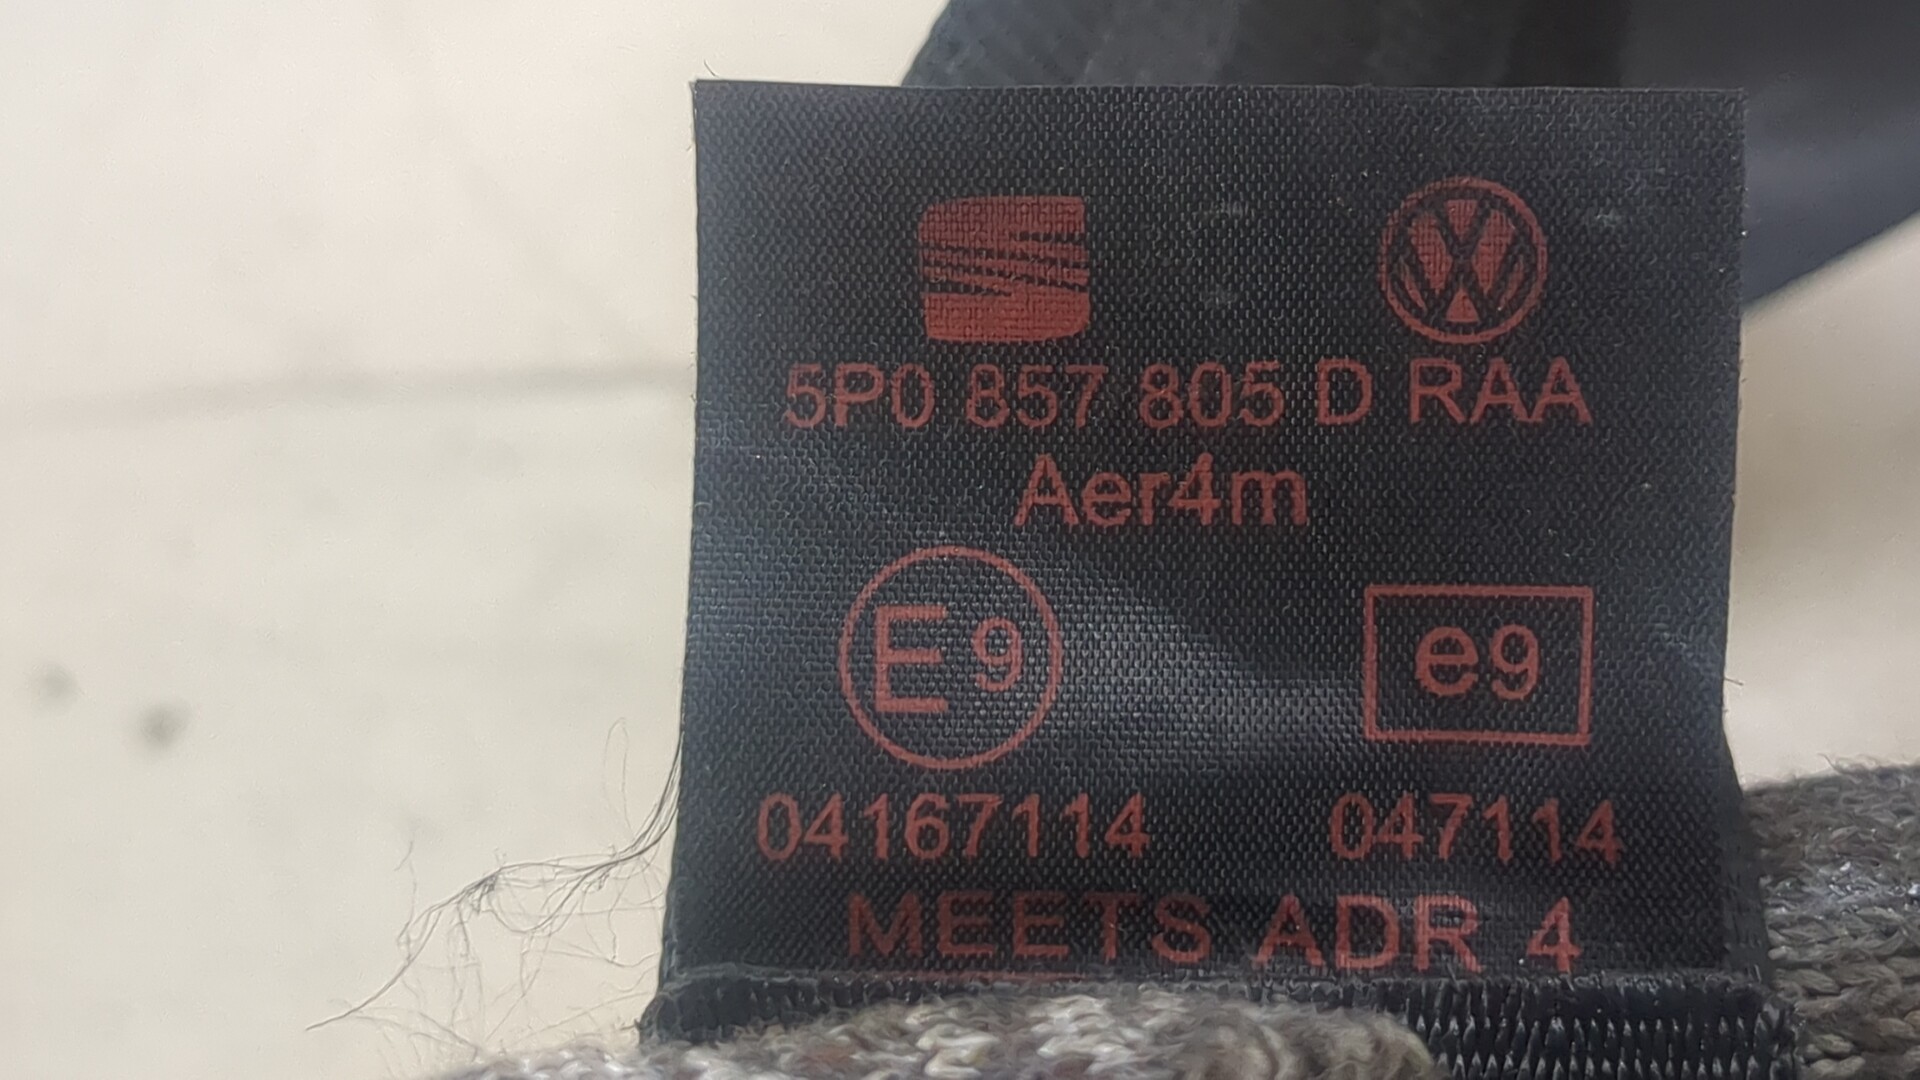 5P0 857 805 D RAA
Aer4m
E9 e9
04167114 047114
MEETS ADR 4